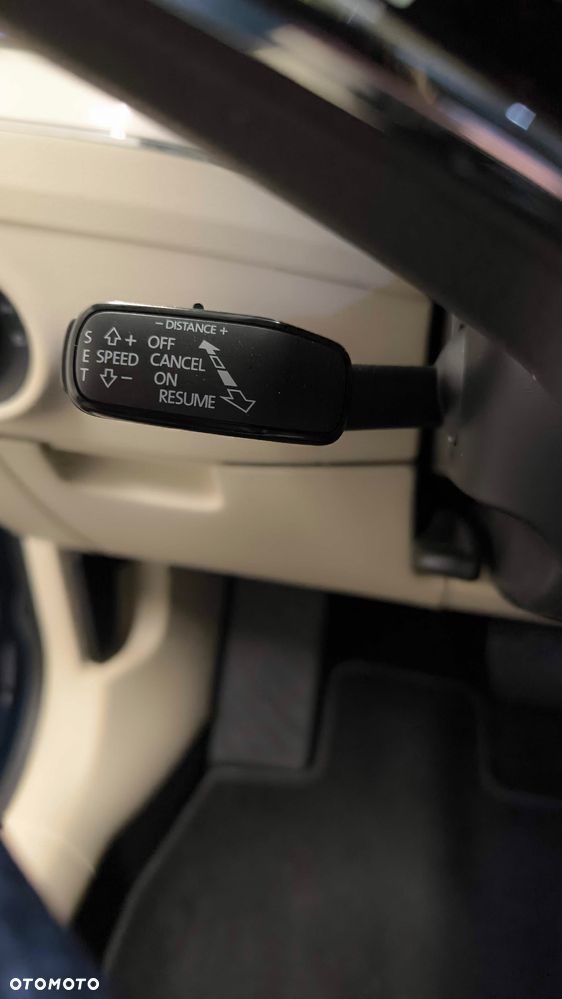 − DISTANCE +
S + OFF
E SPEED CANCEL
T − ON
RESUME
OTOMOTO